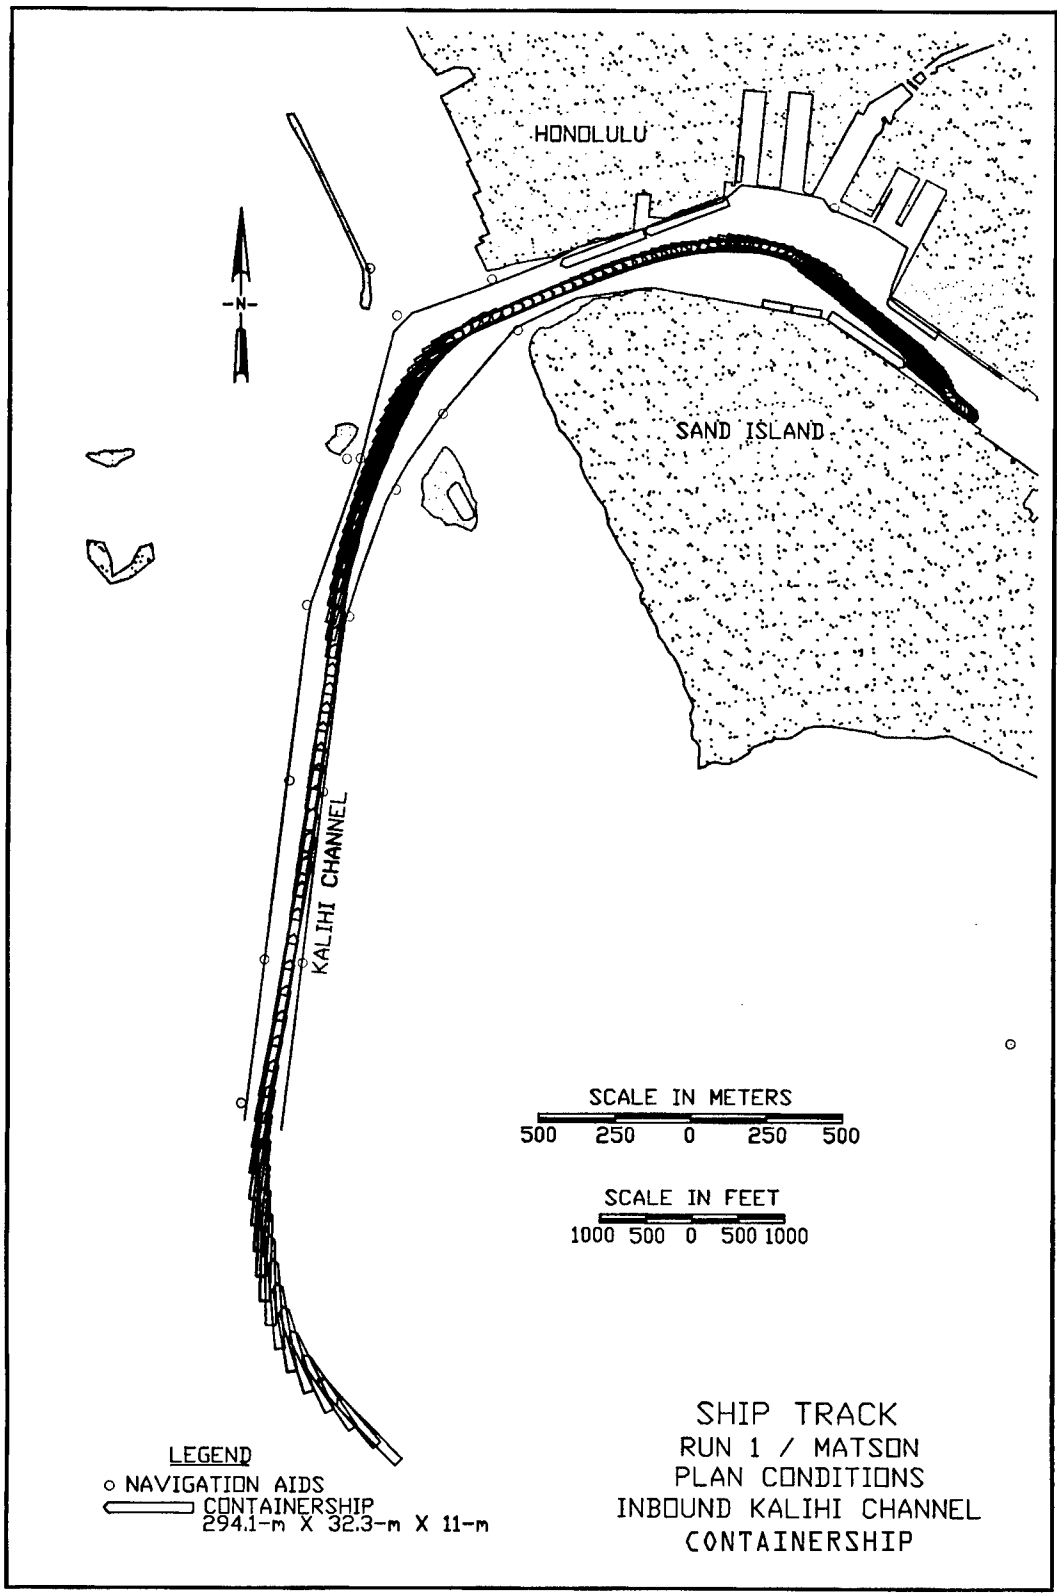 HONOLULU
-N-
SAND ISLAND
KALIHI CHANNEL
SCALE IN METERS
500 250 0 250 500
SCALE IN FEET
1000 500 0 500 1000
SHIP TRACK
RUN 1 / MATSON
PLAN CONDITIONS
INBOUND KALIHI CHANNEL
CONTAINERSHIP
LEGEND
NAVIGATION AIDS
CONTAINERSHIP
294.1-m X 32.3-m X 11-m